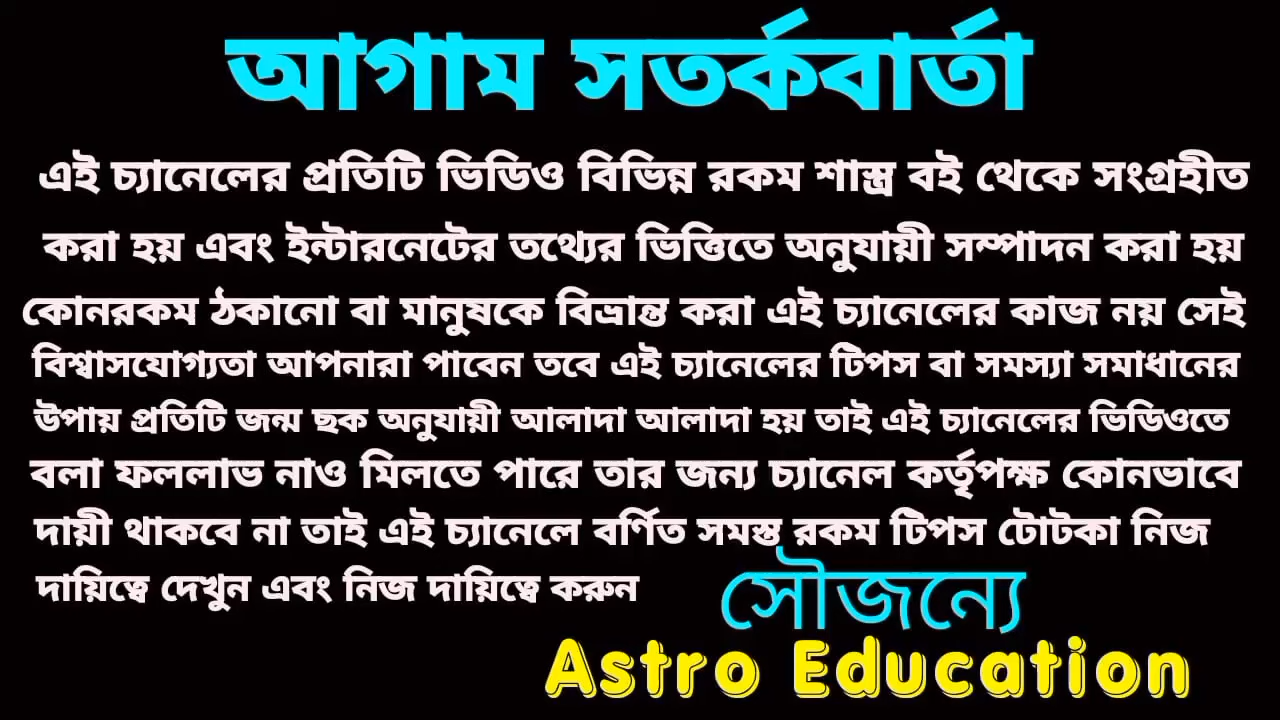 আগাম সতর্কবার্তা
এই চ্যানেলের প্রতিটি ভিডিও বিভিন্ন রকম শাস্ত্র বই থেকে সংগ্রহীত
করা হয় এবং ইন্টারনেটের তথ্যের ভিত্তিতে অনুযায়ী সম্পাদন করা হয়
কোনরকম ঠকানো বা মানুষকে বিভ্রান্ত করা এই চ্যানেলের কাজ নয় সেই
বিশ্বাসযোগ্যতা আপনারা পাবেন তবে এই চ্যানেলের টিপস বা সমস্যা সমাধানের
উপায় প্রতিটি জন্ম ছক অনুযায়ী আলাদা আলাদা হয় তাই এই চ্যানেলের ভিডিওতে
বলা ফললাভ নাও মিলতে পারে তার জন্য চ্যানেল কর্তৃপক্ষ কোনভাবে
দায়ী থাকবে না তাই এই চ্যানেলে বর্ণিত সমস্ত রকম টিপস টোটকা নিজ
দায়িত্বে দেখুন এবং নিজ দায়িত্বে করুন
সৌজন্যে
Astro Education